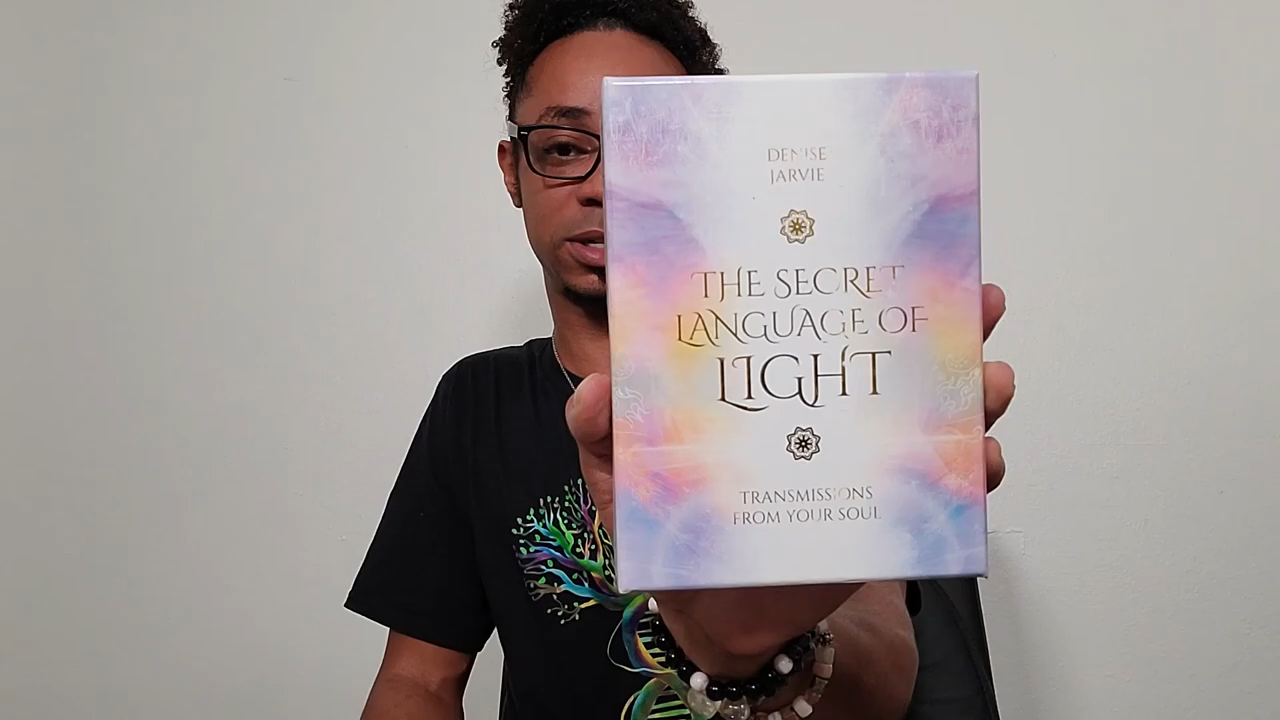 DENISE
JARVIE
THE SECRET
LANGUAGE OF
LIGHT
TRANSMISSIONS
FROM YOUR SOUL